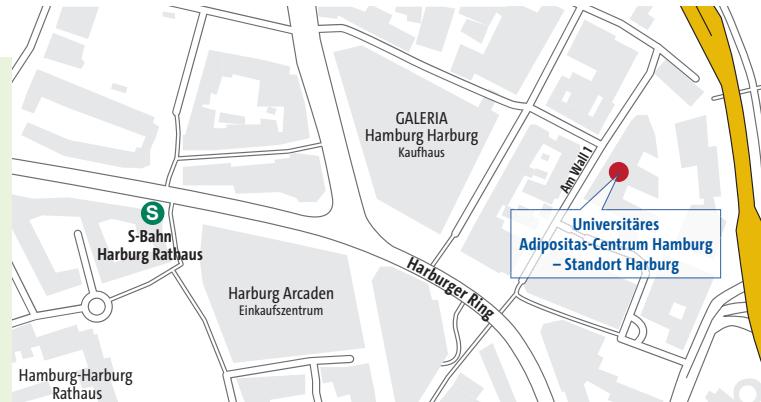 GALERIA
Hamburg Harburg
Kaufhaus
Am Wall 1
S
S-Bahn
Harburg Rathaus
Universitäres
Adipositas-Centrum Hamburg
– Standort Harburg
Harburger Ring
Harburg Arcaden
Einkaufszentrum
Hamburg-Harburg
Rathaus